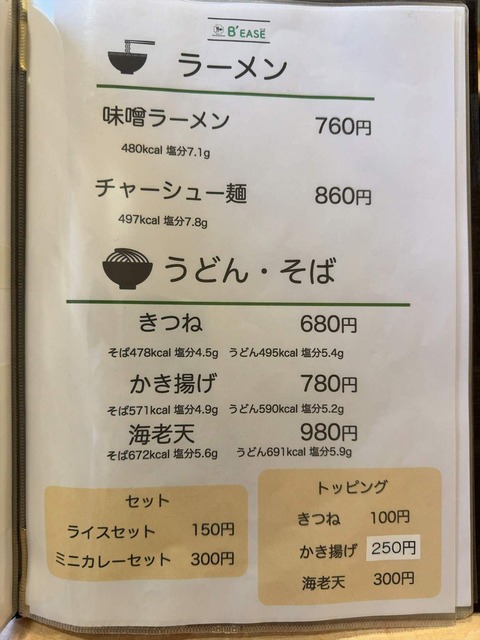 B'EASE
ラーメン
味噌ラーメン 760円
480kcal 塩分7.1g
チャーシュー麺 860円
497kcal 塩分7.8g
うどん・そば
きつね 680円
そば478kcal 塩分4.5g うどん495kcal 塩分5.4g
かき揚げ 780円
そば571kcal 塩分4.9g うどん590kcal 塩分5.2g
海老天 980円
そば672kcal 塩分5.6g うどん691kcal 塩分5.9g
セット
ライスセット 150円
ミニカレーセット 300円
トッピング
きつね 100円
かき揚げ 250円
海老天 300円